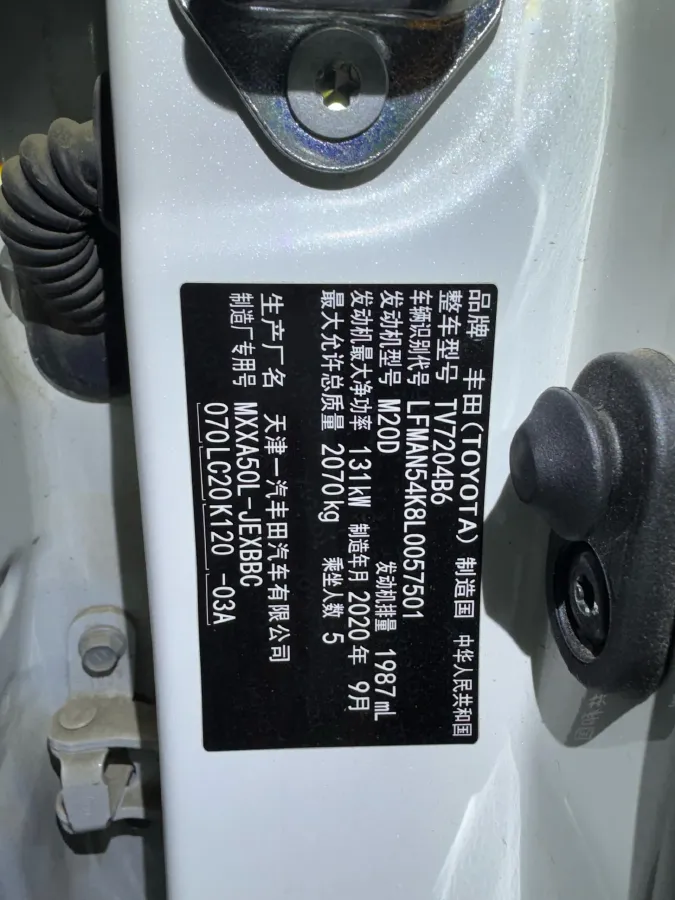 品牌 丰田(TOYOTA) 制造国 中华人民共和国
整车型号 TV7204B6
车辆识别代号 LFMAN54K8L0057501
发动机型号 M20D 发动机排量 1987mL
发动机最大净功率 131kW 制造年月 2020年 9月
最大允许总质量 2070kg 乘坐人数 5
生产厂名 天津一汽丰田汽车有限公司
制造厂专用号 MXXA50L-JEXBBC
070LC20K120 -03A